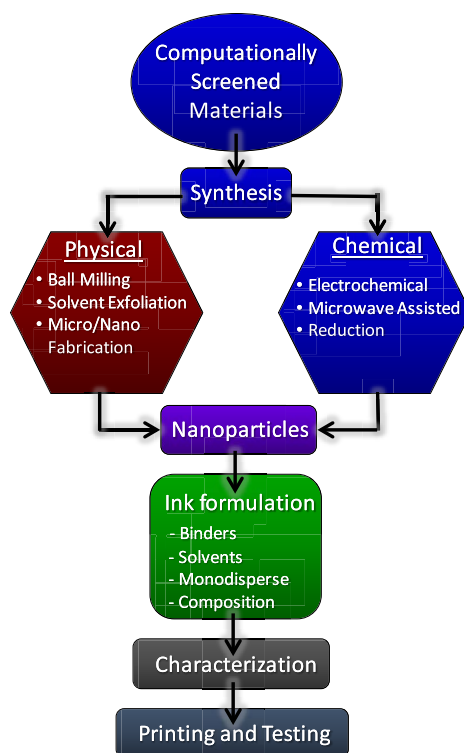 Computationally
Screened
Materials
Synthesis
Physical
• Ball Milling
• Solvent Exfoliation
• Micro/Nano
Fabrication
Chemical
• Electrochemical
• Microwave Assisted
• Reduction
Nanoparticles
Ink formulation
- Binders
- Solvents
- Monodisperse
- Composition
Characterization
Printing and Testing